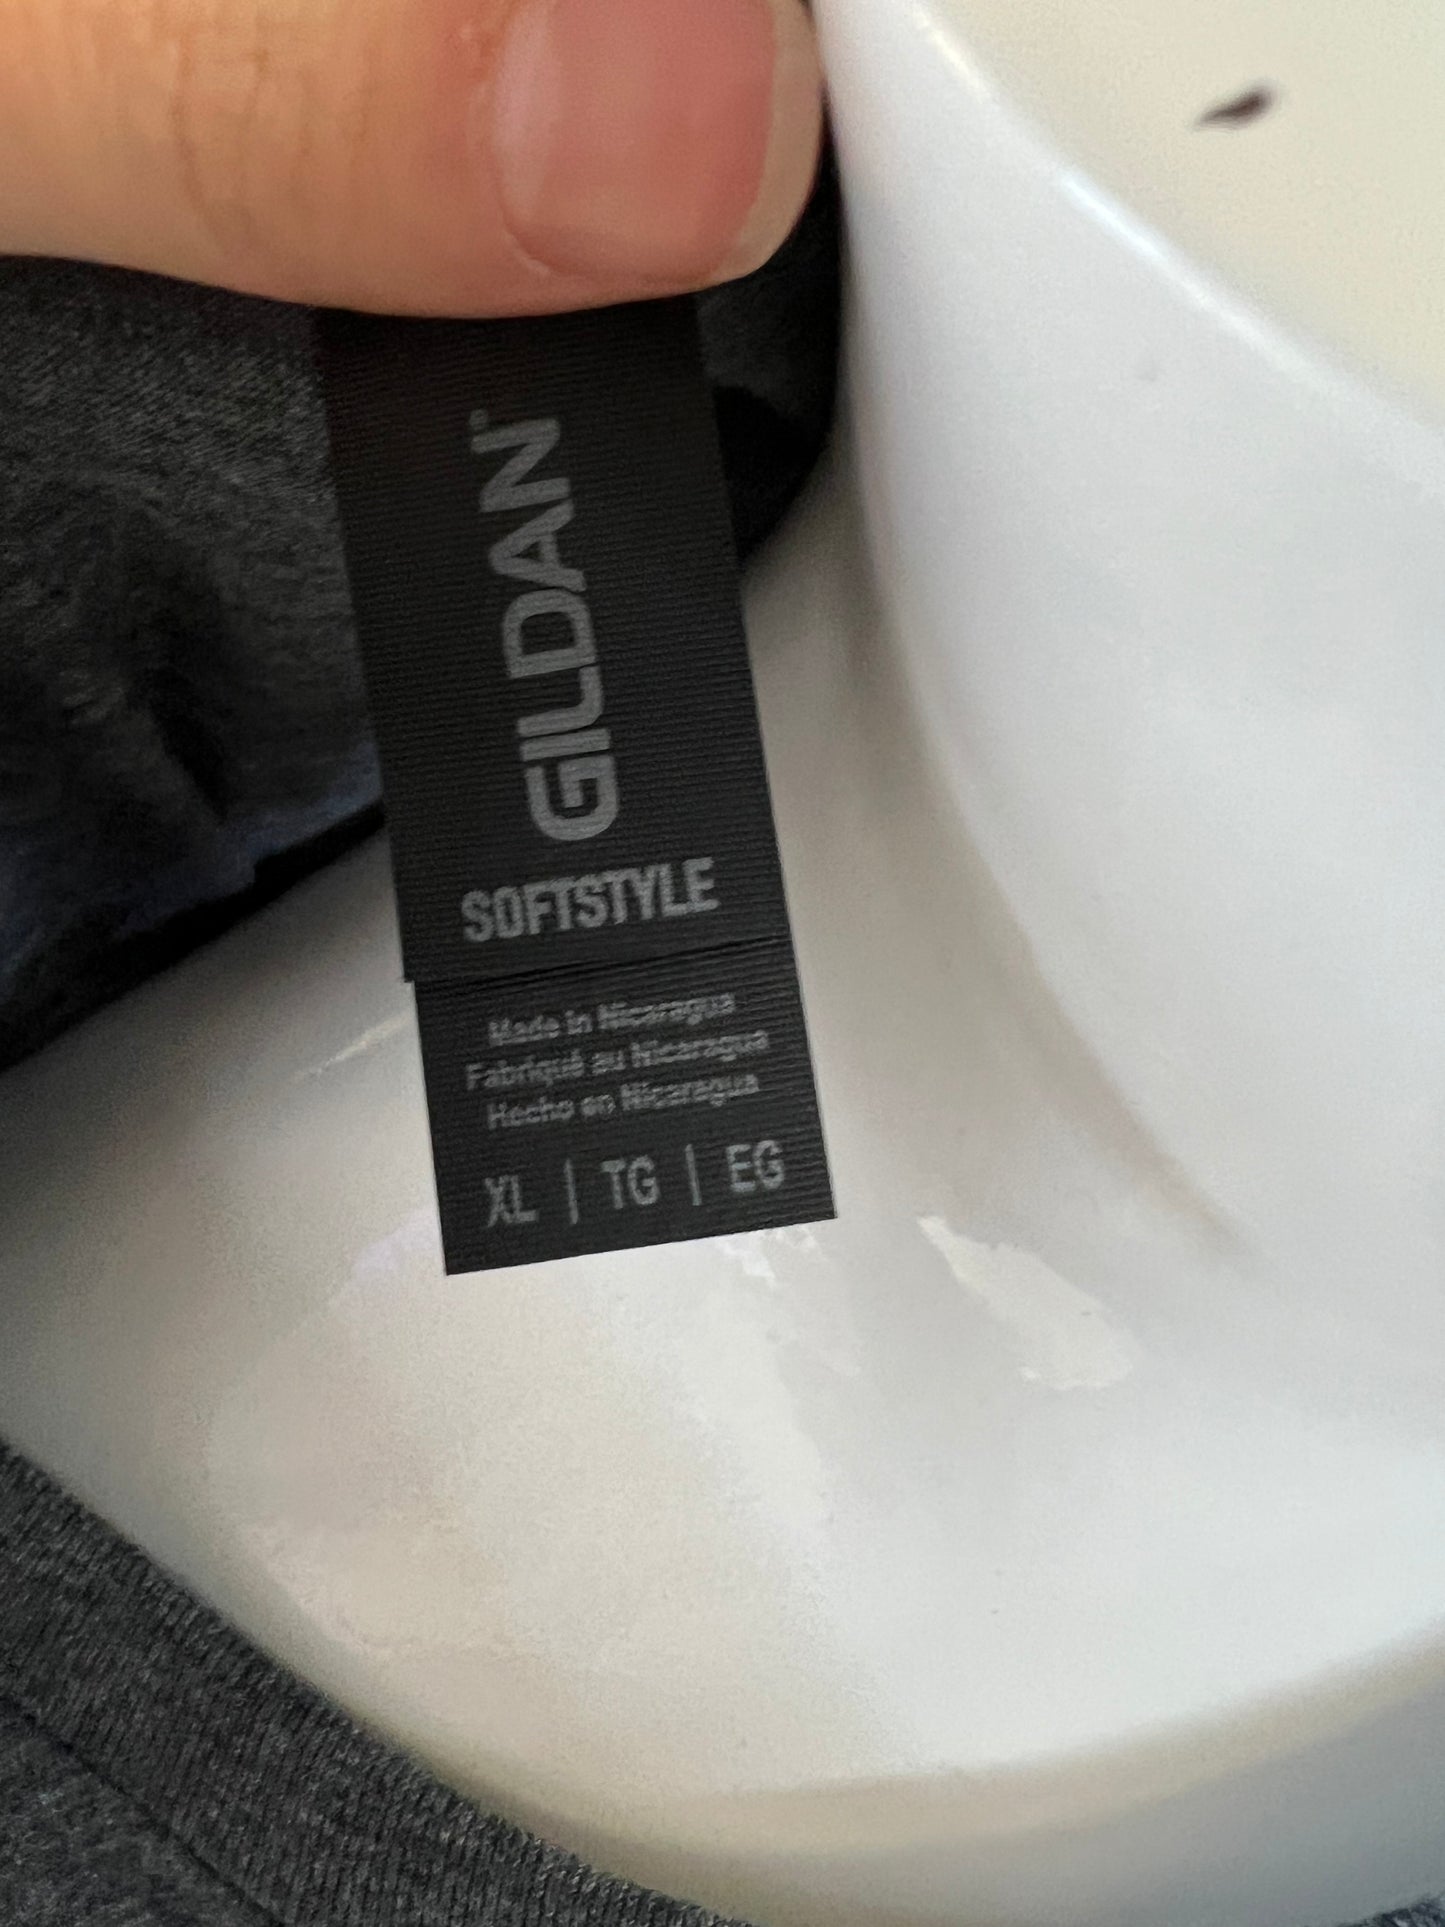 GILDAN®
SOFTSTYLE
Made in Nicaragua
Fabriqué au Nicaragua
Hecho en Nicaragua
XL | TG | EG